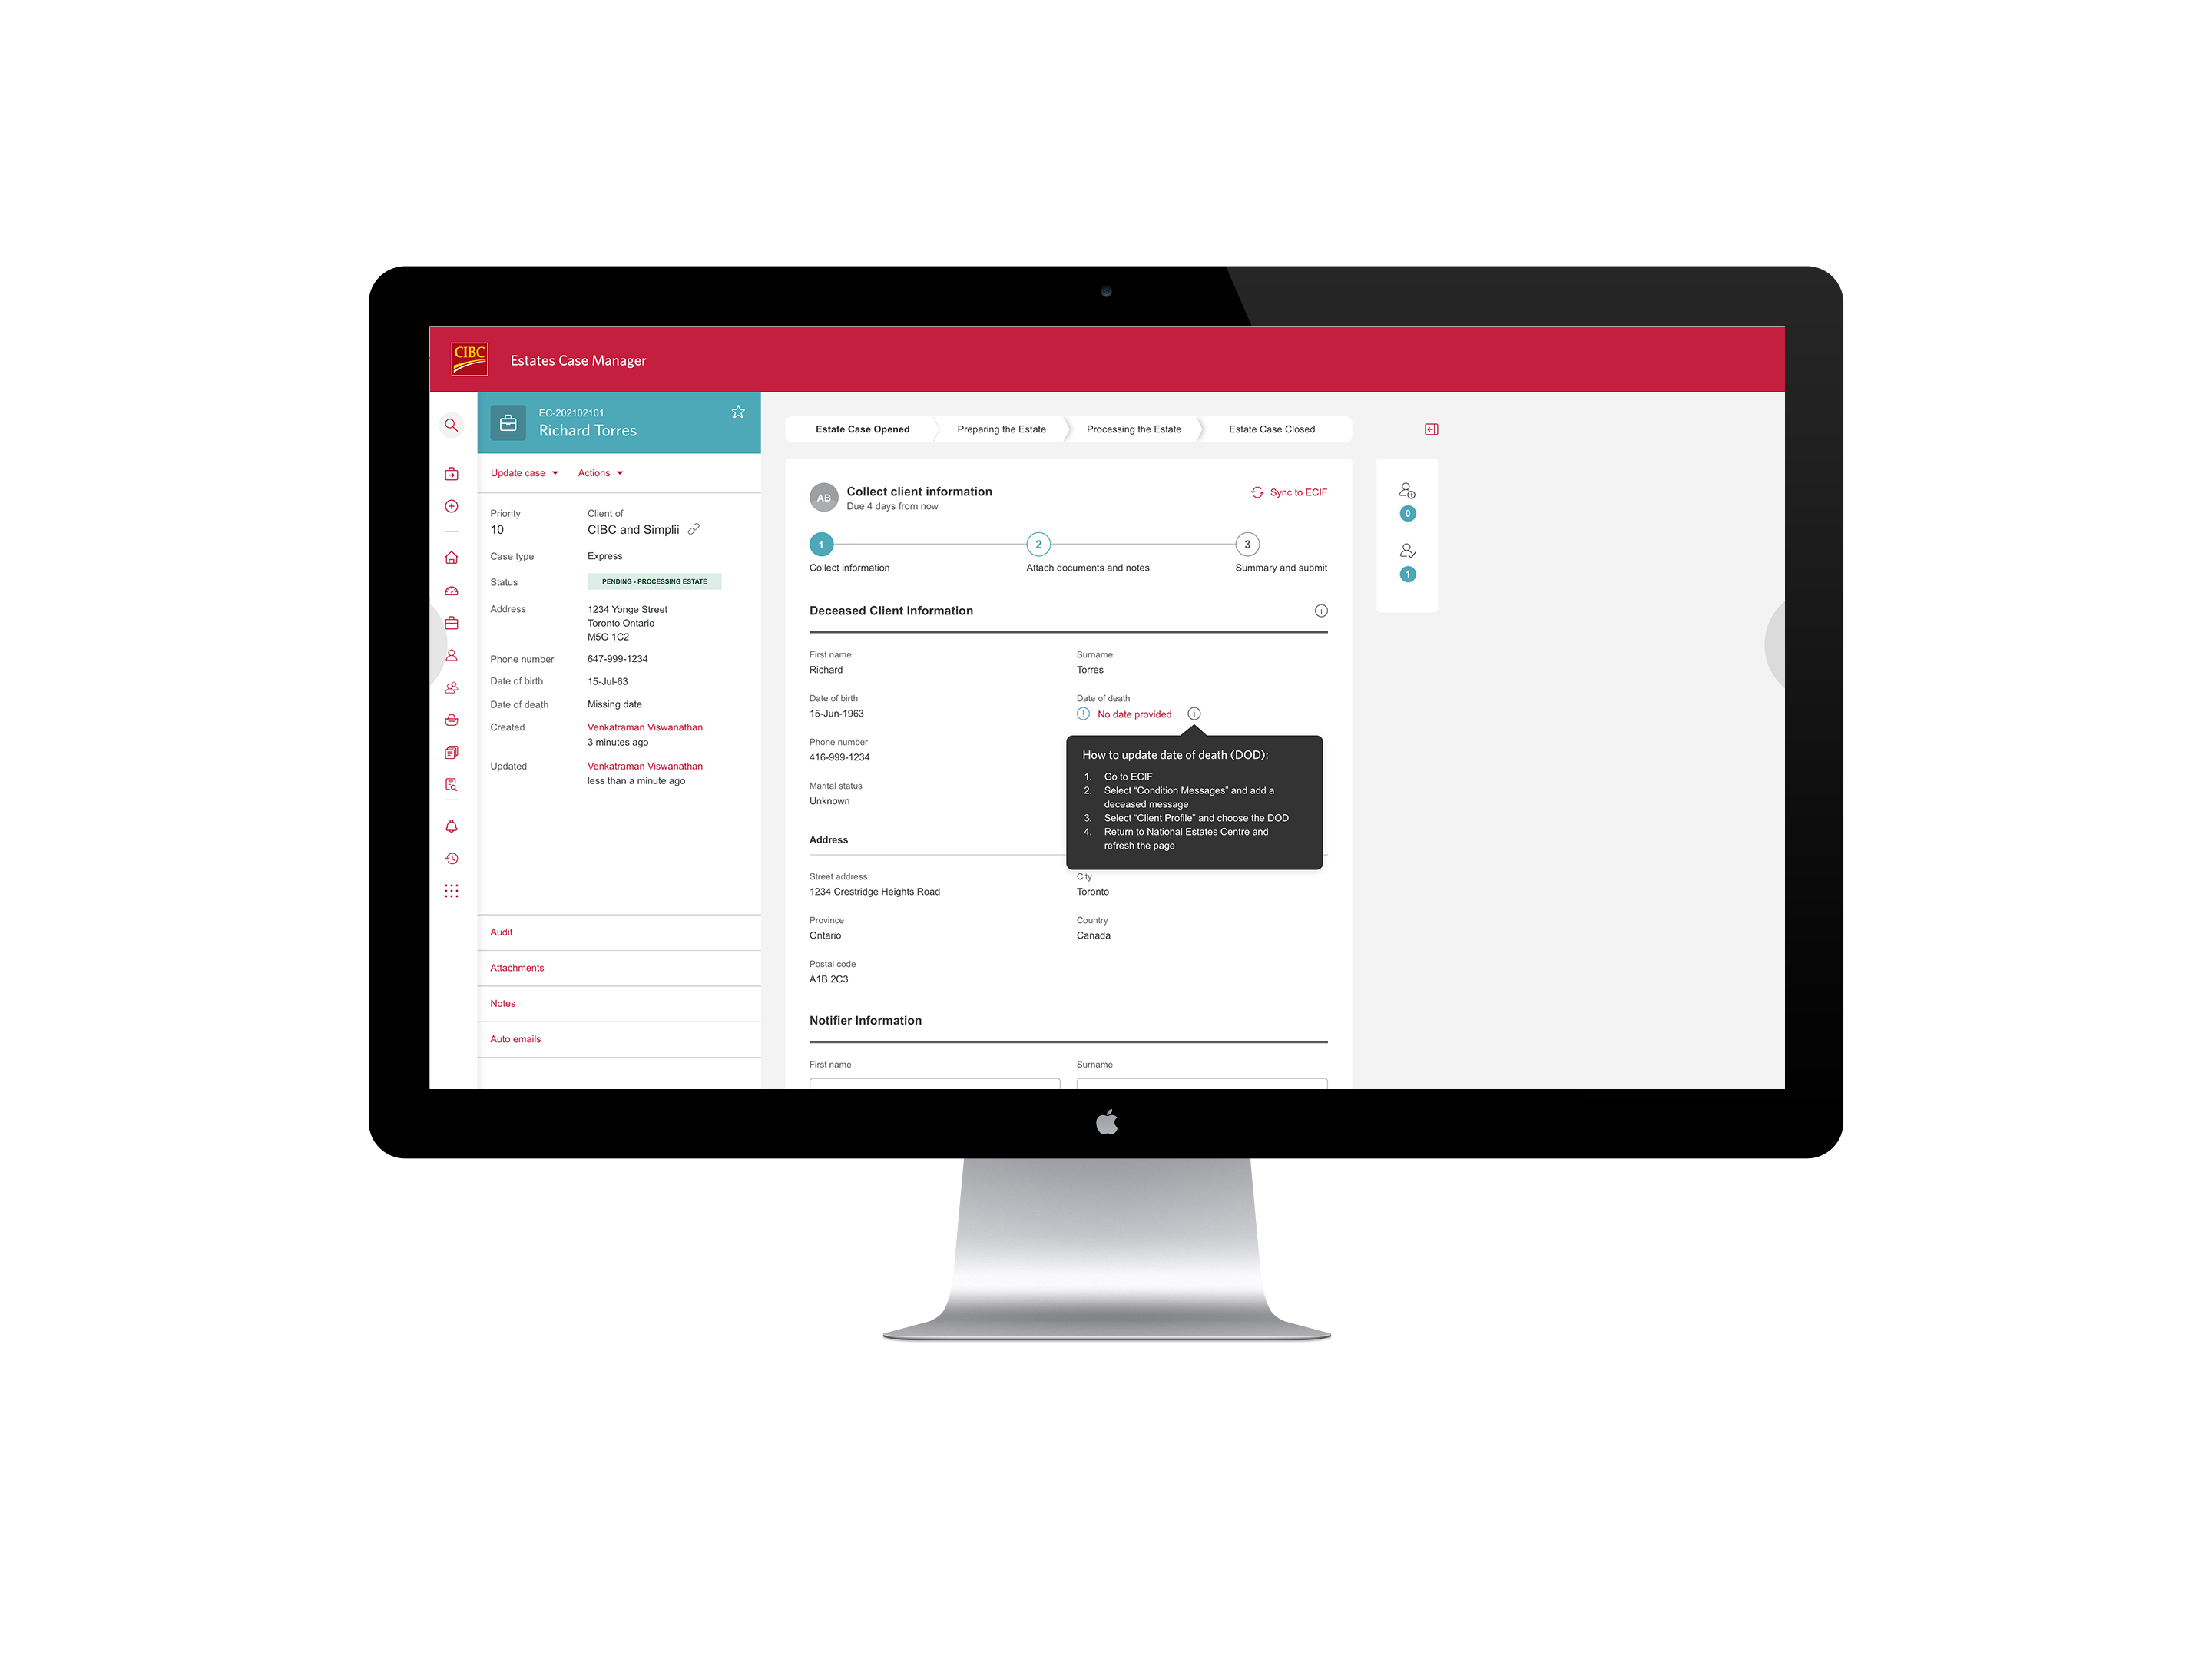 CIBC
Estates Case Manager
EC-202102101
Richard Torres
Update case
Actions
Priority
10
Client of
CIBC and Simplii
Case type
Express
Status
PENDING - PROCESSING ESTATE
Address
1234 Yonge Street
Toronto Ontario
M5G 1C2
Phone number
647-999-1234
Date of birth
15-Jul-63
Date of death
Missing date
Created
Venkatraman Viswanathan
3 minutes ago
Updated
Venkatraman Viswanathan
less than a minute ago
Audit
Attachments
Notes
Auto emails
Estate Case Opened
Preparing the Estate
Processing the Estate
Estate Case Closed
AB
Collect client information
Due 4 days from now
Sync to ECIF
1
2
3
Collect information
Attach documents and notes
Summary and submit
Deceased Client Information
First name
Richard
Surname
Torres
Date of birth
15-Jun-1963
Date of death
No date provided
Phone number
416-999-1234
Marital status
Unknown
How to update date of death (DOD):
1. Go to ECIF
2. Select “Condition Messages” and add a
deceased message
3. Select “Client Profile” and choose the DOD
4. Return to National Estates Centre and
refresh the page
Address
Street address
1234 Crestridge Heights Road
City
Toronto
Province
Ontario
Country
Canada
Postal code
A1B 2C3
Notifier Information
First name
Surname
0
1